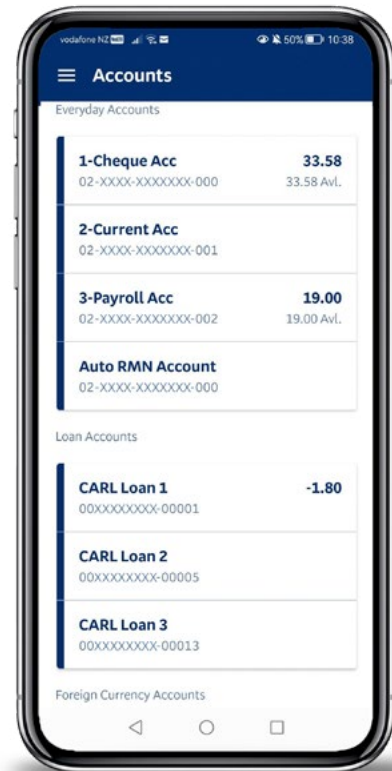 vodafone NZ 50% 10:38
Accounts
Everyday Accounts
1-Cheque Acc 33.58
02-XXXX-XXXXXXX-000 33.58 Avl.
2-Current Acc
02-XXXX-XXXXXXX-001
3-Payroll Acc 19.00
02-XXXX-XXXXXXX-002 19.00 Avl.
Auto RMN Account
02-XXXX-XXXXXXX-000
Loan Accounts
CARL Loan 1 -1.80
00XXXXXXXX-00001
CARL Loan 2
00XXXXXXXX-00005
CARL Loan 3
00XXXXXXXX-00013
Foreign Currency Accounts